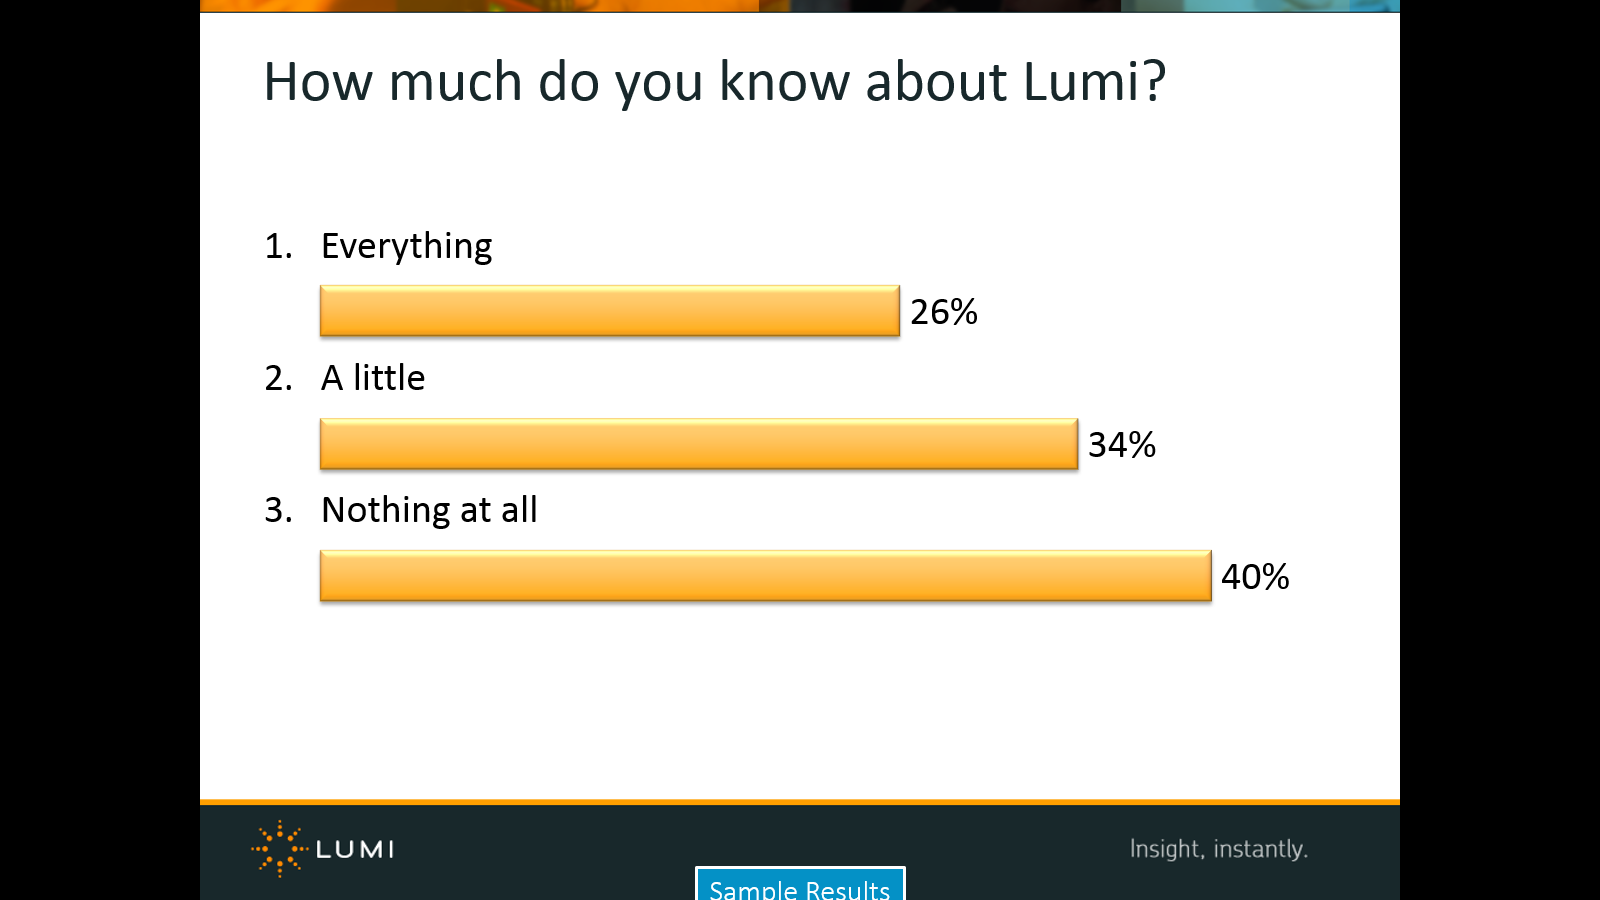 How much do you know about Lumi?
1. Everything
26%
2. A little
34%
3. Nothing at all
40%
LUMI
Insight, instantly.
Sample Results